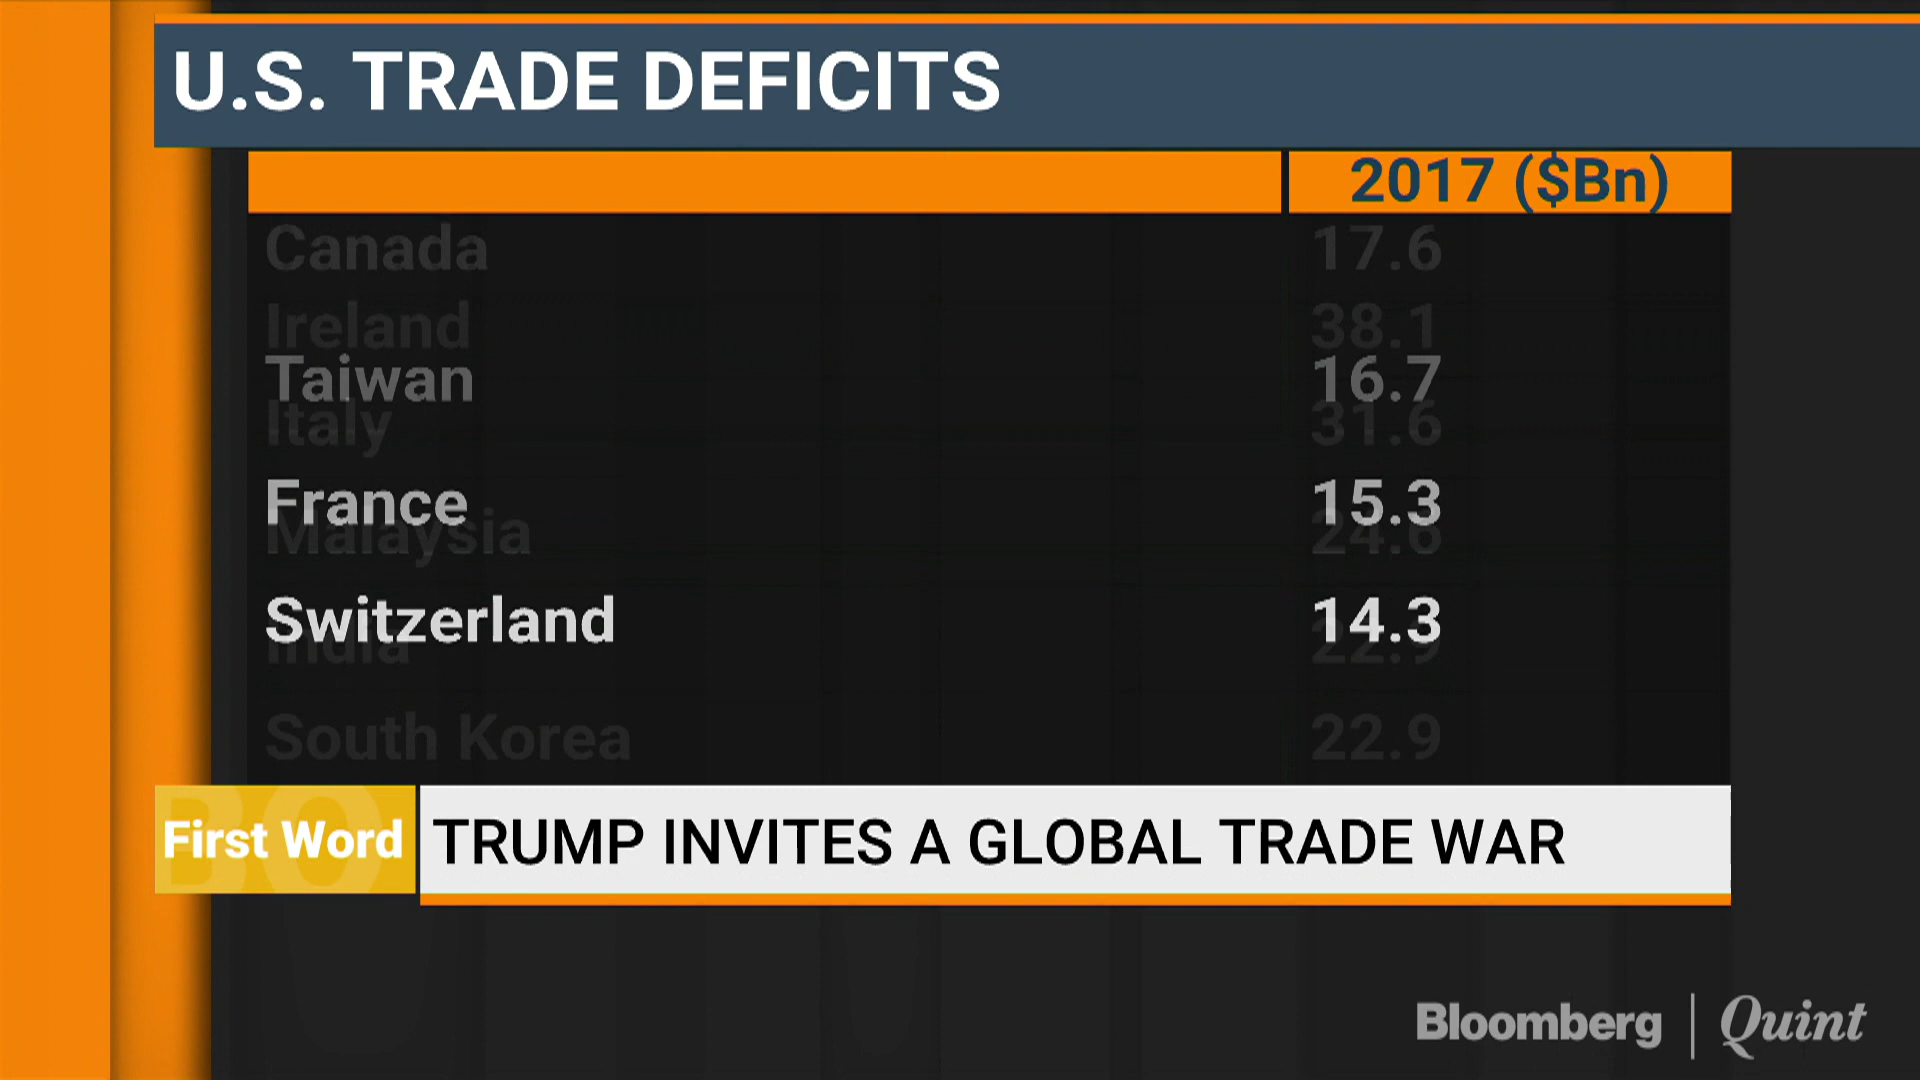 U.S. TRADE DEFICITS
2017 ($Bn)
Canada 17.6
Ireland 38.1
Taiwan 16.7
Italy 31.6
France 15.3
Malaysia 24.6
Switzerland 14.3
India 22.9
South Korea 22.9
First Word TRUMP INVITES A GLOBAL TRADE WAR
Bloomberg | Quint